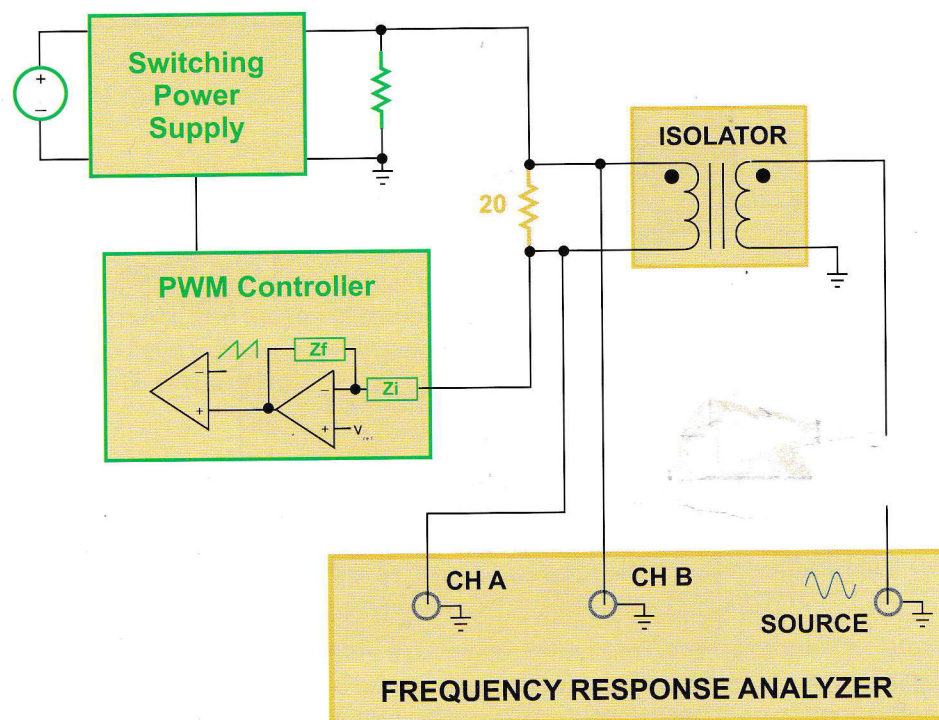 Switching
Power
Supply
+
−
ISOLATOR
20
PWM Controller
Zf
Zi
−
+
−
+
V
CH A
CH B
SOURCE
FREQUENCY RESPONSE ANALYZER